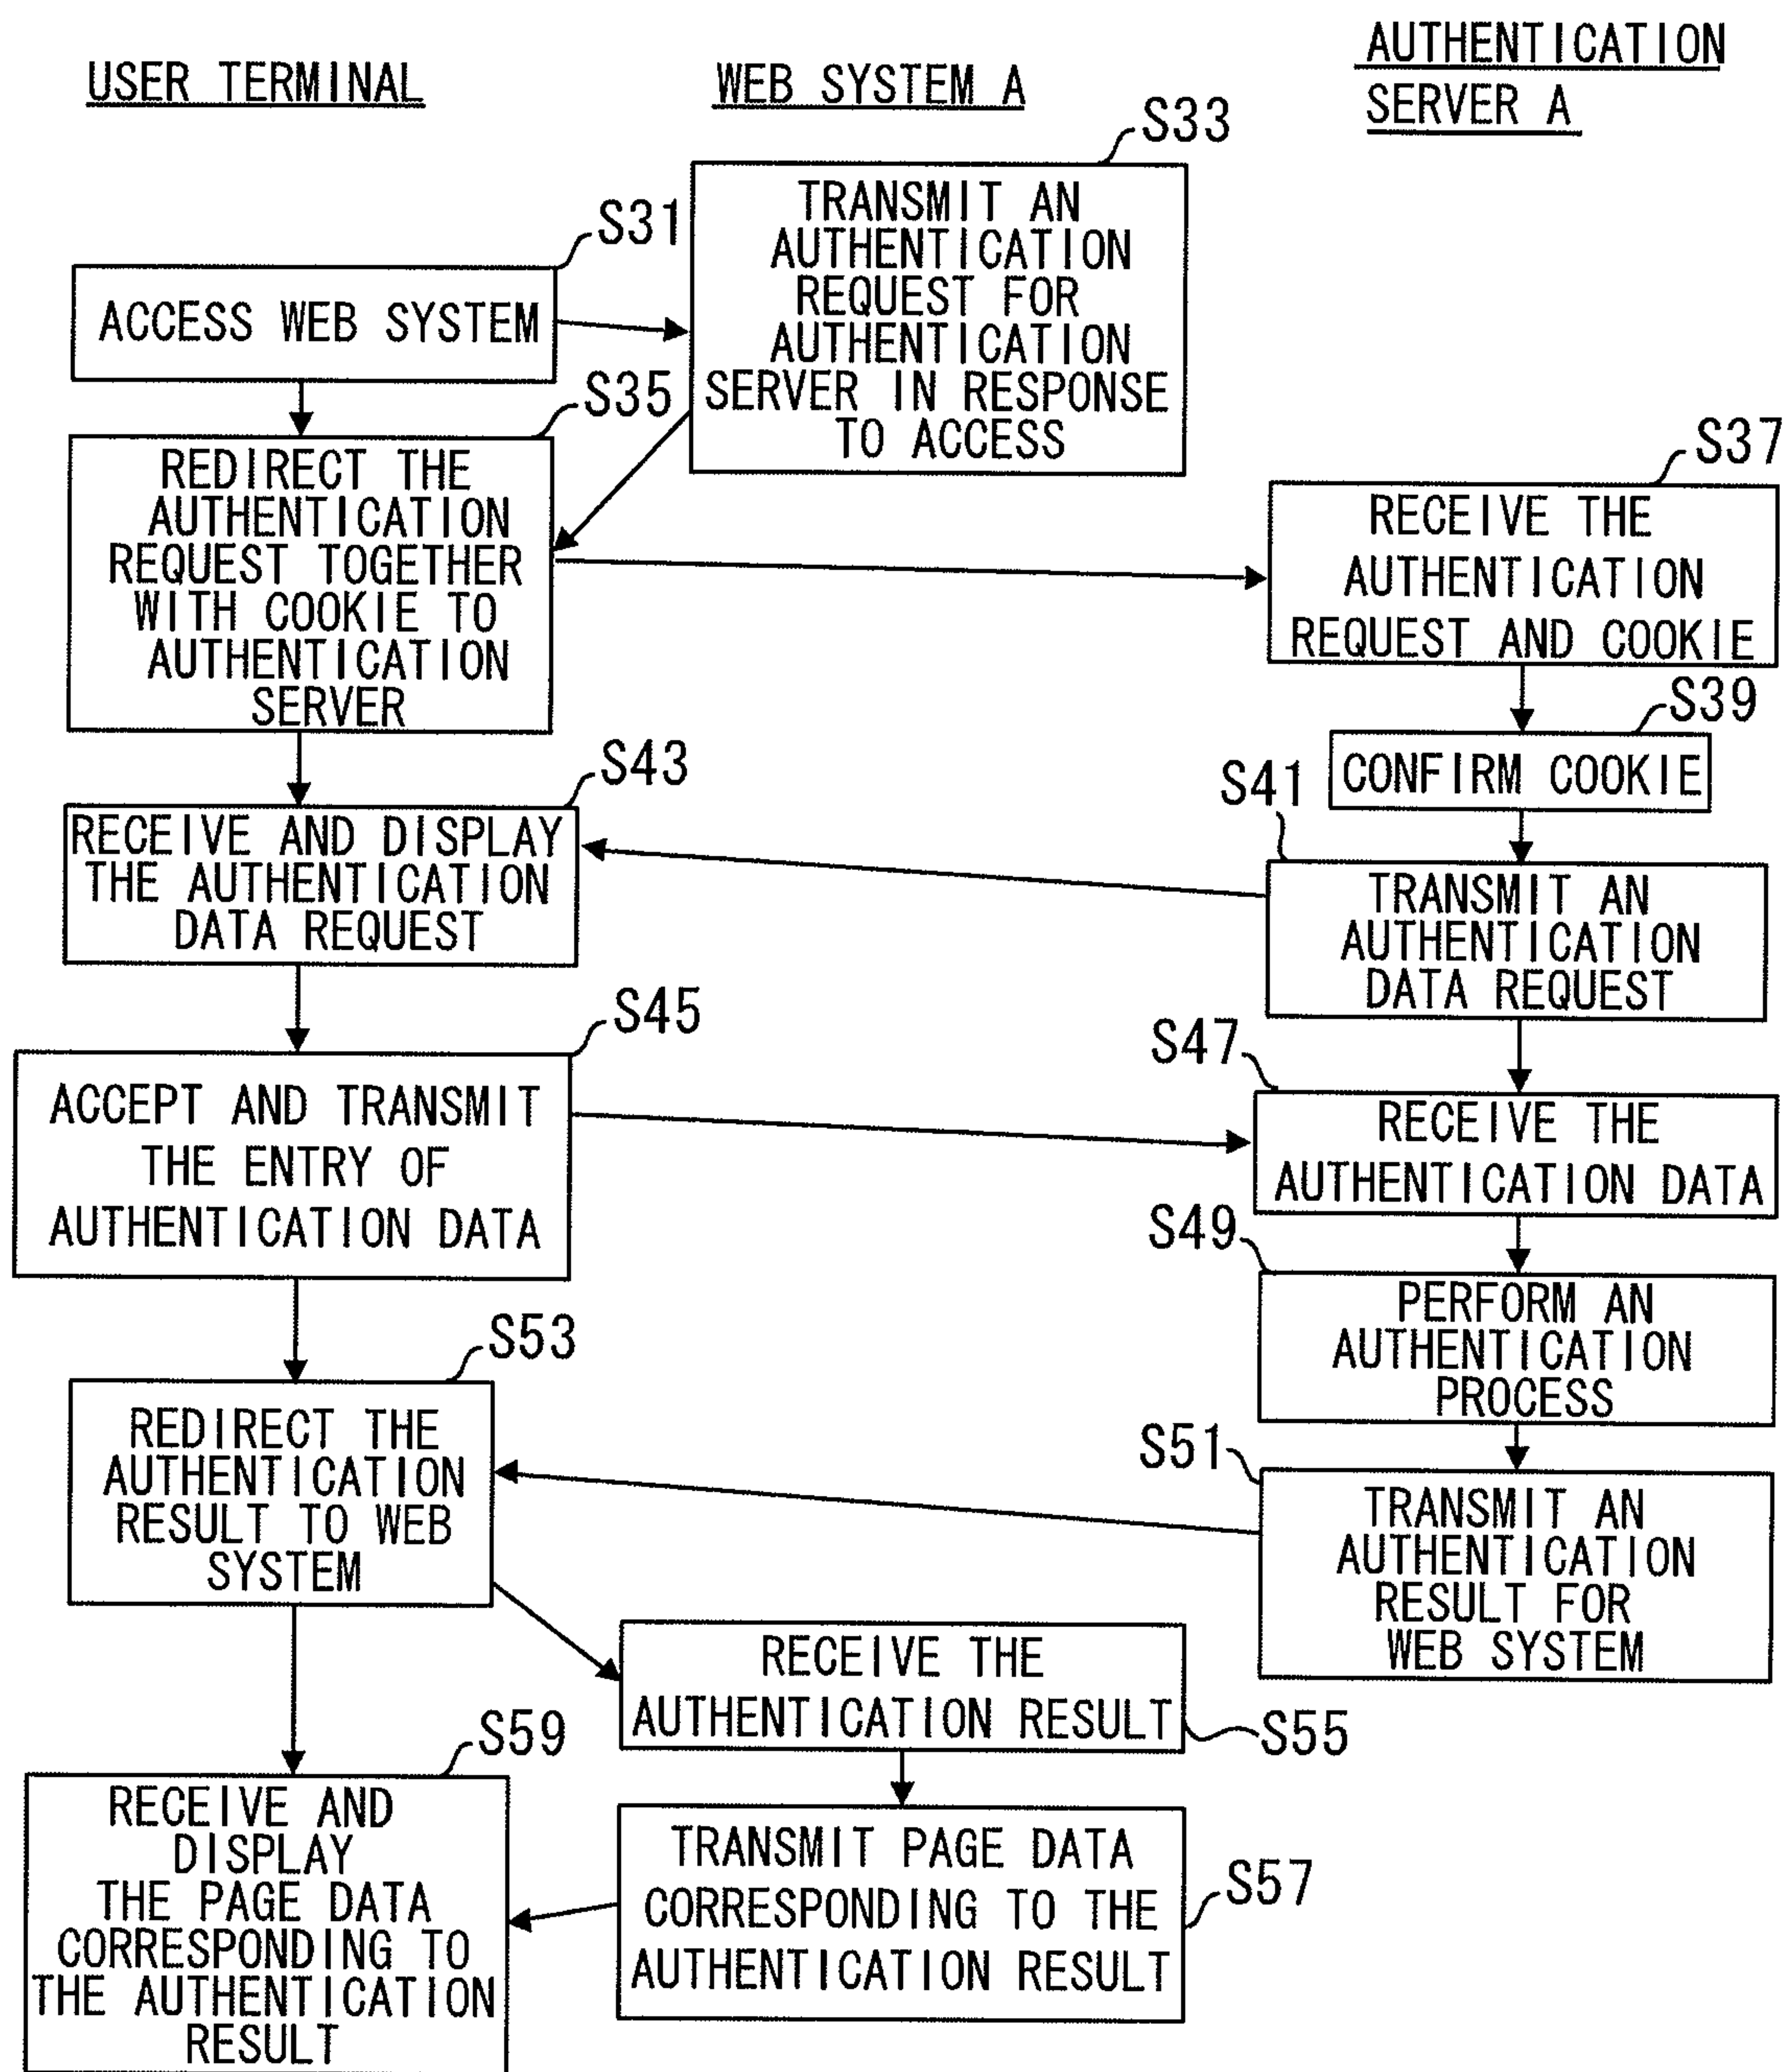 USER TERMINAL
WEB SYSTEM A
AUTHENTICATION
SERVER A
S31
ACCESS WEB SYSTEM
S33
TRANSMIT AN
AUTHENTICATION
REQUEST FOR
AUTHENTICATION
SERVER IN RESPONSE
TO ACCESS
S35
REDIRECT THE
AUTHENTICATION
REQUEST TOGETHER
WITH COOKIE TO
AUTHENTICATION
SERVER
S37
RECEIVE THE
AUTHENTICATION
REQUEST AND COOKIE
S39
CONFIRM COOKIE
S41
TRANSMIT AN
AUTHENTICATION
DATA REQUEST
S43
RECEIVE AND DISPLAY
THE AUTHENTICATION
DATA REQUEST
S45
ACCEPT AND TRANSMIT
THE ENTRY OF
AUTHENTICATION DATA
S47
RECEIVE THE
AUTHENTICATION DATA
S49
PERFORM AN
AUTHENTICATION
PROCESS
S51
TRANSMIT AN
AUTHENTICATION
RESULT FOR
WEB SYSTEM
S53
REDIRECT THE
AUTHENTICATION
RESULT TO WEB
SYSTEM
RECEIVE THE
AUTHENTICATION RESULT
S55
TRANSMIT PAGE DATA
CORRESPONDING TO THE
AUTHENTICATION RESULT
S57
S59
RECEIVE AND
DISPLAY
THE PAGE DATA
CORRESPONDING TO
THE AUTHENTICATION
RESULT